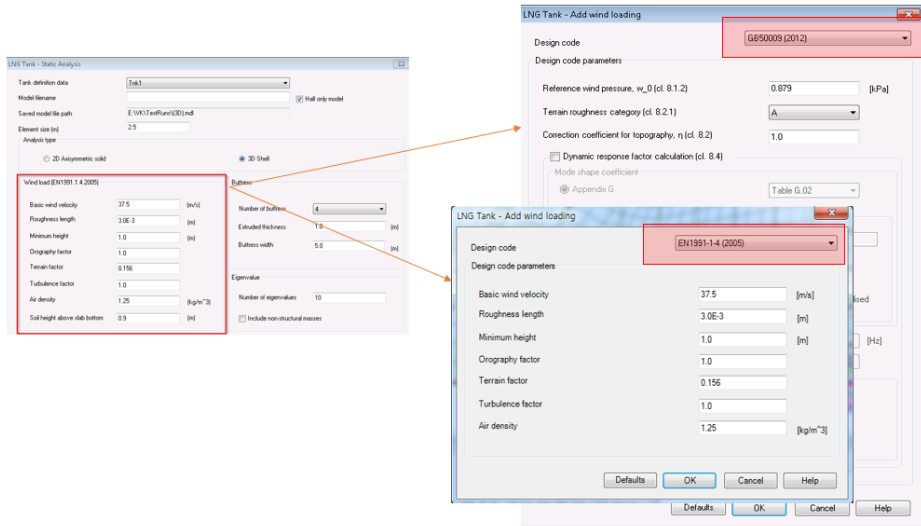 LNG Tank - Static Analysis
Tank definition data
Tnk1
Model filename
Half only model
Saved model file path
E:\VK\TestRuns\(3D).mdl
Element size (m)
2.5
Analysis type
2D Axisymmetric solid
3D Shell
Wind load (EN1991.1.4.2005)
Basic wind velocity
37.5
(m/s)
Roughness length
3.0E-3
(m)
Minimum height
1.0
(m)
Orography factor
1.0
Terrain factor
0.156
Turbulence factor
1.0
Air density
1.25
(kg/m^3)
Soil height above slab bottom
0.9
(m)
Buttress
Number of buttress
4
Extruded thickness
1.0
(m)
Buttress width
5.0
(m)
Eigenvalue
Number of eigenvalues
10
Include non-structural masses
LNG Tank - Add wind loading
Design code
GB50009 (2012)
Design code parameters
Reference wind pressure, w_0 (cl. 8.1.2)
0.879
[kPa]
Terrain roughness category (cl. 8.2.1)
A
Correction coefficient for topography, η (cl. 8.2)
1.0
Dynamic response factor calculation (cl. 8.4)
Mode shape coefficient
Appendix G
Table G.02
ised
[Hz]
Defaults
OK
Cancel
Help
LNG Tank - Add wind loading
Design code
EN1991-1-4 (2005)
Design code parameters
Basic wind velocity
37.5
[m/s]
Roughness length
3.0E-3
[m]
Minimum height
1.0
[m]
Orography factor
1.0
Terrain factor
0.156
Turbulence factor
1.0
Air density
1.25
[kg/m^3]
Defaults
OK
Cancel
Help